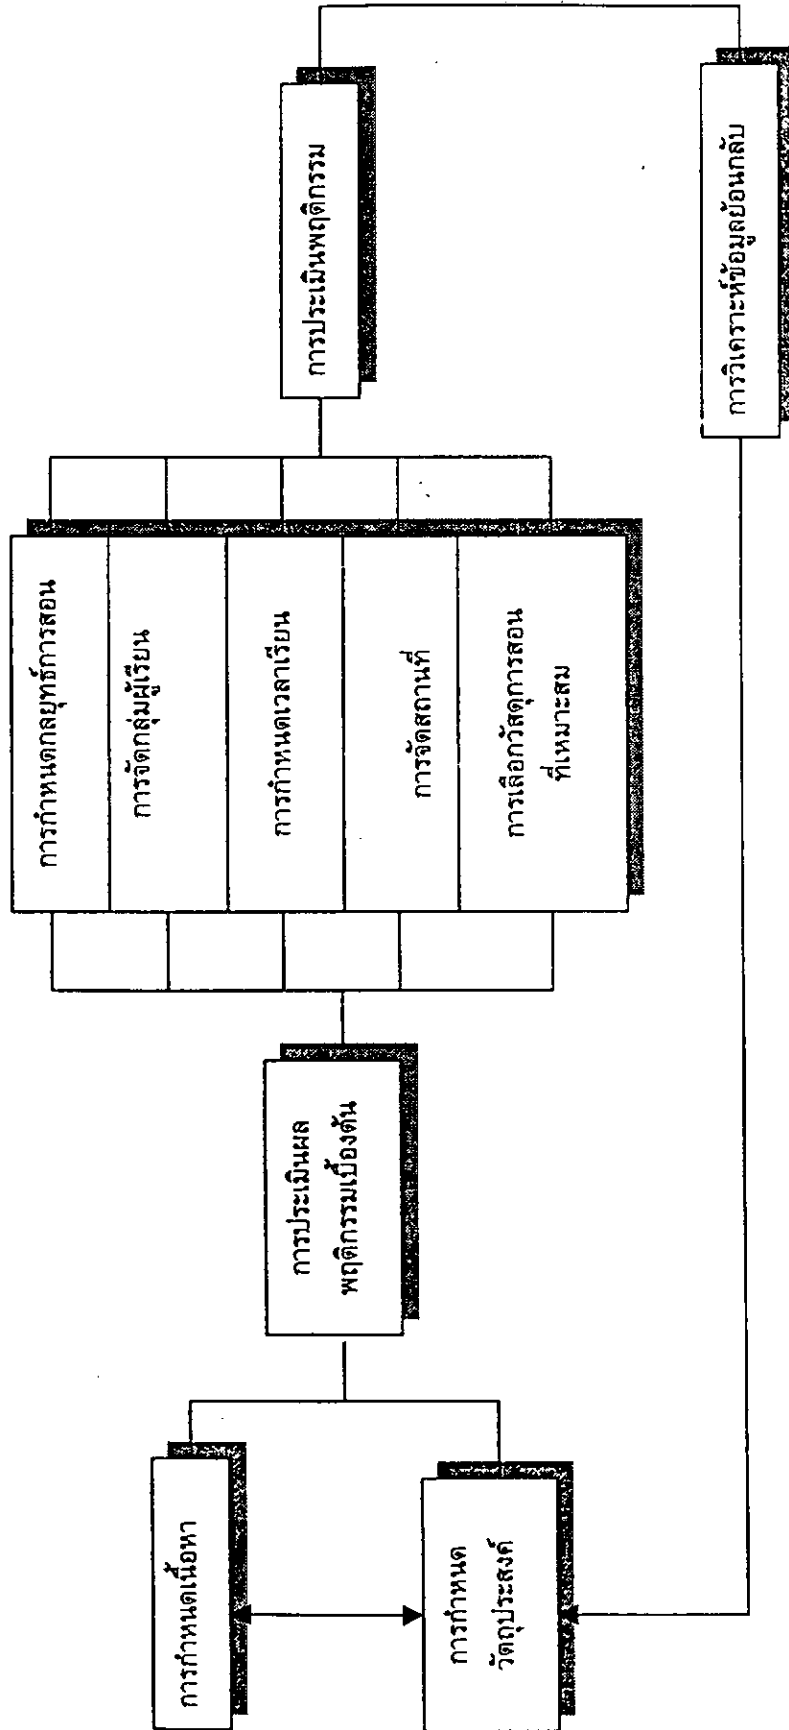 การกำหนดเนื้อหา
การกำหนด
วัตถุประสงค์
การประเมินผล
พฤติกรรมเบื้องต้น
การกำหนดกลยุทธ์การสอน
การจัดกลุ่มผู้เรียน
การกำหนดเวลาเรียน
การจัดสถานที่
การเลือกวัสดุการสอน
ที่เหมาะสม
การประเมินพฤติกรรม
การวิเคราะห์ข้อมูลย้อนกลับ